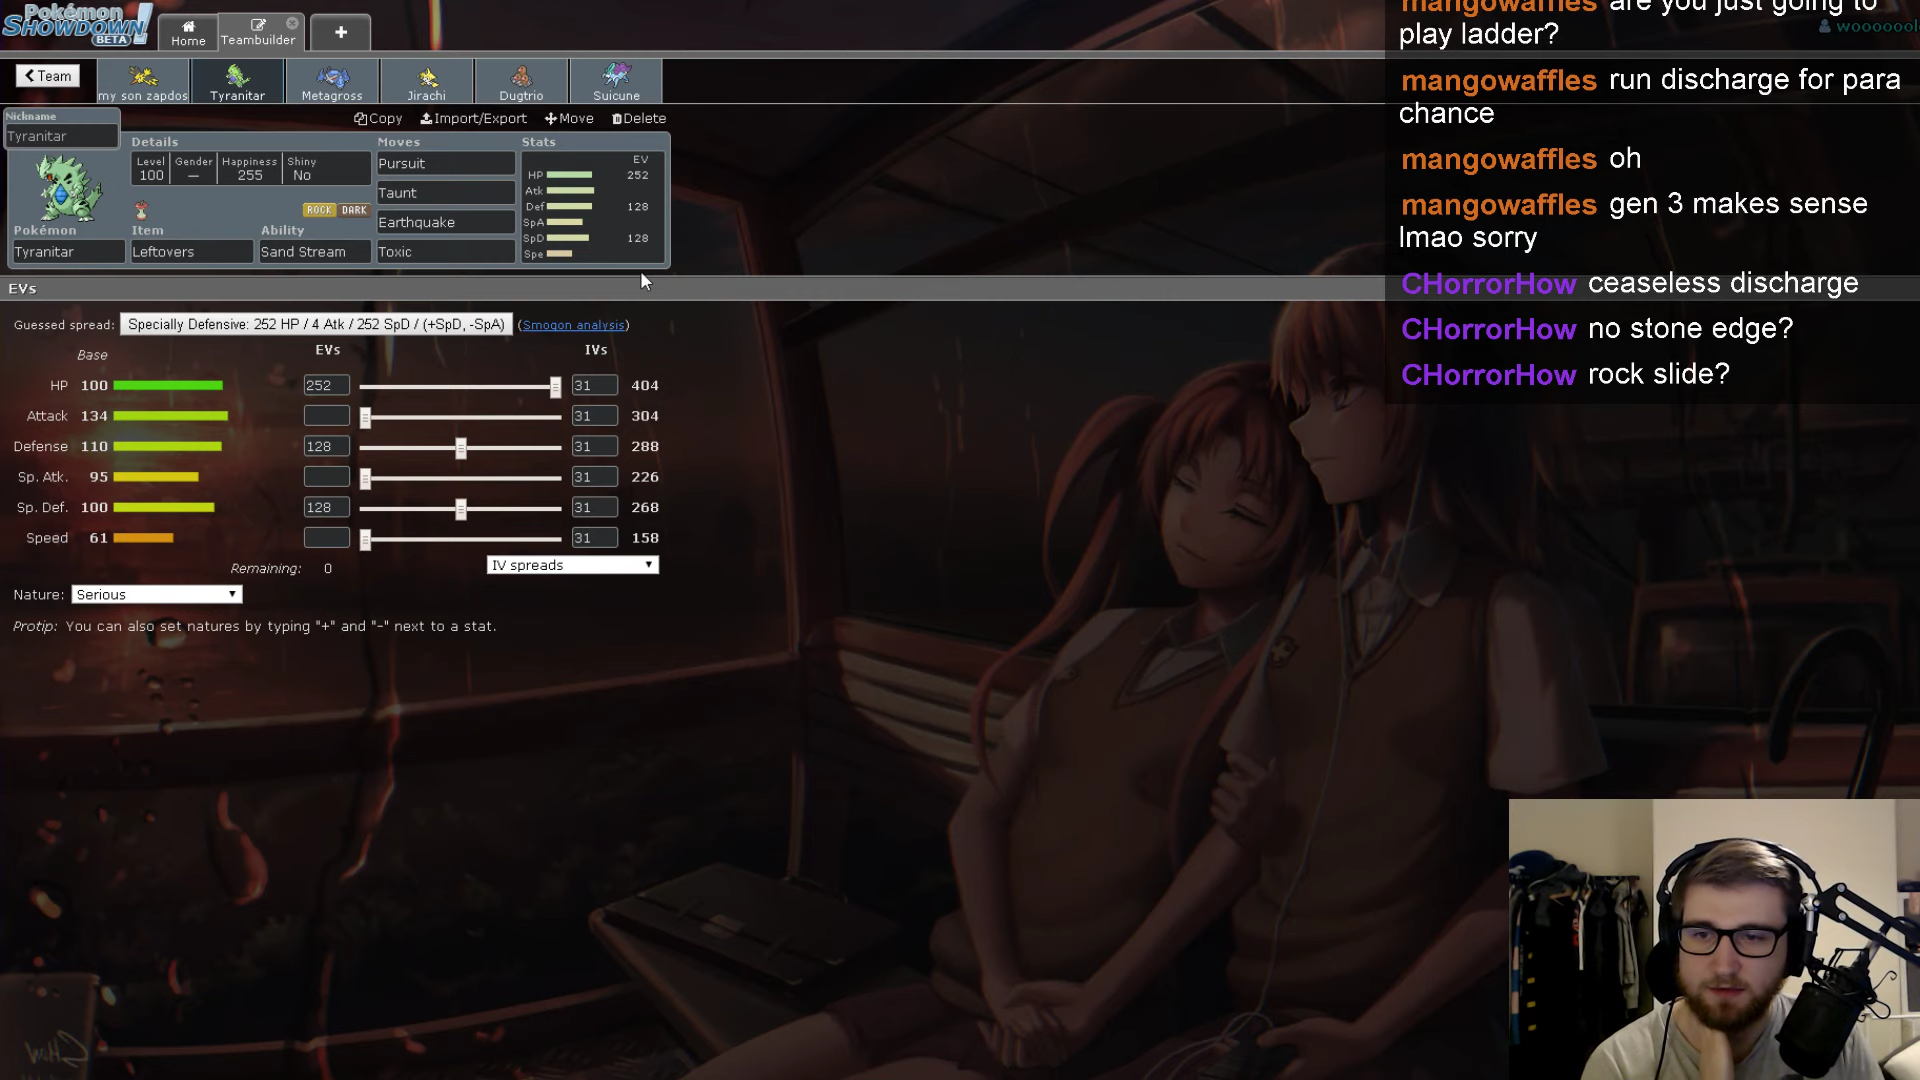 Pokémon
SHOWDOWN!
BETA
Home
Teambuilder
+
Team
my son zapdos
Tyranitar
Metagross
Jirachi
Dugtrio
Suicune
Copy
Import/Export
Move
Delete
Nickname
Tyranitar
Details
Moves
Stats
Level
100
Gender
—
Happiness
255
Shiny
No
ROCK DARK
Pokémon
Tyranitar
Item
Leftovers
Ability
Sand Stream
Pursuit
Taunt
Earthquake
Toxic
EV
HP 252
Atk
Def 128
SpA
SpD 128
Spe
EVs
Guessed spread: Specially Defensive: 252 HP / 4 Atk / 252 SpD / (+SpD, -SpA) (Smogon analysis)
Base EVs IVs
HP 100 252 31 404
Attack 134 31 304
Defense 110 128 31 288
Sp. Atk. 95 31 226
Sp. Def. 100 128 31 268
Speed 61 31 158
Remaining: 0
IV spreads
Nature: Serious
Protip: You can also set natures by typing "+" and "-" next to a stat.
mangowaffles are you just going to
play ladder?
mangowaffles run discharge for para
chance
mangowaffles oh
mangowaffles gen 3 makes sense
lmao sorry
CHorrorHow ceaseless discharge
CHorrorHow no stone edge?
CHorrorHow rock slide?